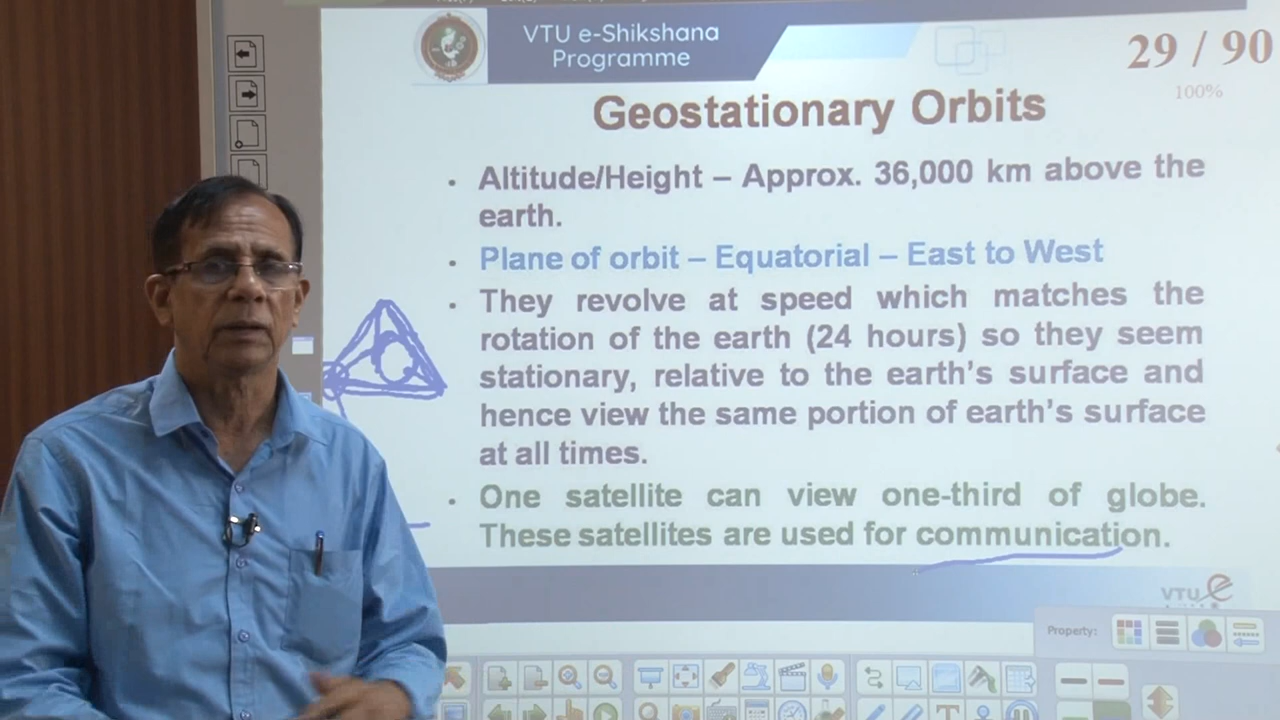 VTU e-Shikshana
Programme
29 / 90
100%
Geostationary Orbits
• Altitude/Height – Approx. 36,000 km above the
earth.
• Plane of orbit – Equatorial – East to West
• They revolve at speed which matches the
rotation of the earth (24 hours) so they seem
stationary, relative to the earth's surface and
hence view the same portion of earth's surface
at all times.
• One satellite can view one-third of globe.
These satellites are used for communication.
VTU e
Property: